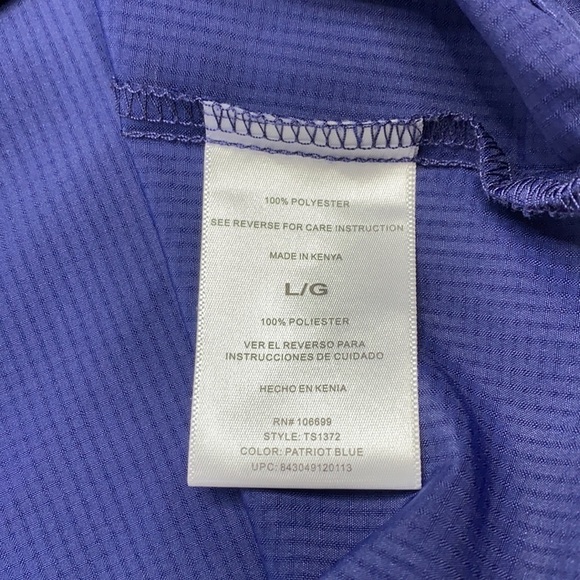 100% POLYESTER
SEE REVERSE FOR CARE INSTRUCTION
MADE IN KENYA
L/G
100% POLIESTER
VER EL REVERSO PARA
INSTRUCCIONES DE CUIDADO
HECHO EN KENIA
RN# 106699
STYLE: TS1372
COLOR: PATRIOT BLUE
UPC: 843049120113